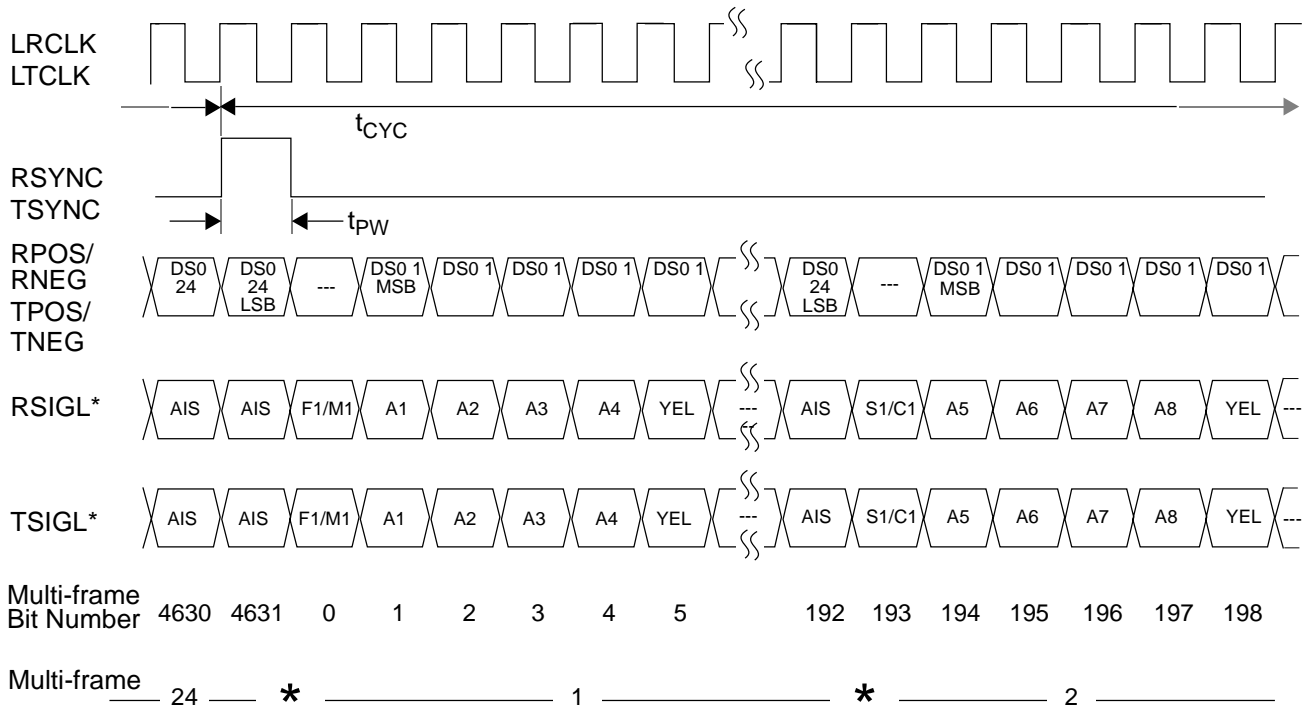 LRCLK
LTCLK
tCYC
RSYNC
TSYNC
tPW
RPOS/
RNEG
TPOS/
TNEG
DS0 24 DS0 24 LSB --- DS0 1 MSB DS0 1 DS0 1 DS0 1 DS0 1 DS0 24 LSB --- DS0 1 MSB DS0 1 DS0 1 DS0 1 DS0 1
RSIGL* AIS AIS F1/M1 A1 A2 A3 A4 YEL --- AIS S1/C1 A5 A6 A7 A8 YEL ---
TSIGL* AIS AIS F1/M1 A1 A2 A3 A4 YEL --- AIS S1/C1 A5 A6 A7 A8 YEL ---
Multi-frame
Bit Number 4630 4631 0 1 2 3 4 5 192 193 194 195 196 197 198
Multi-frame 24 * 1 * 2